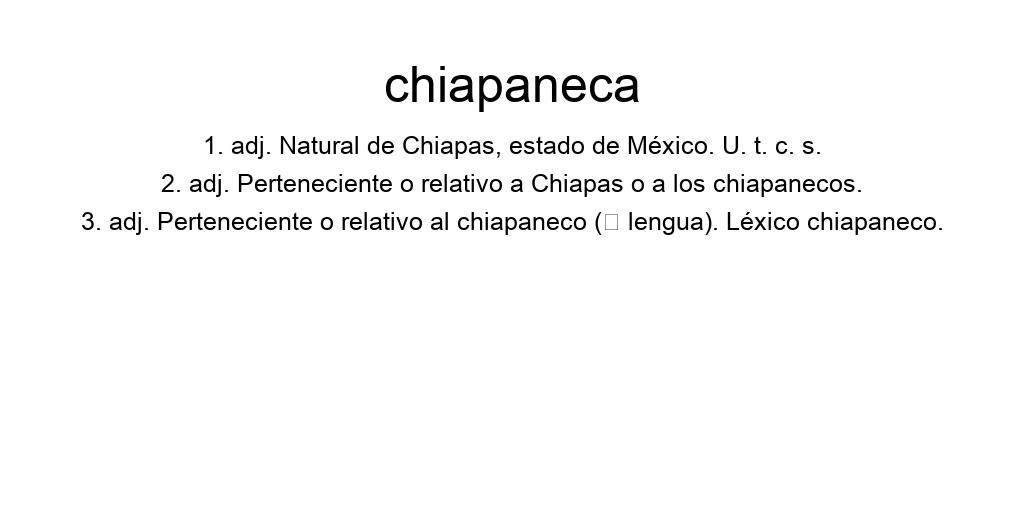 chiapaneca
1. adj. Natural de Chiapas, estado de México. U. t. c. s.
2. adj. Perteneciente o relativo a Chiapas o a los chiapanecos.
3. adj. Perteneciente o relativo al chiapaneco (□ lengua). Léxico chiapaneco.